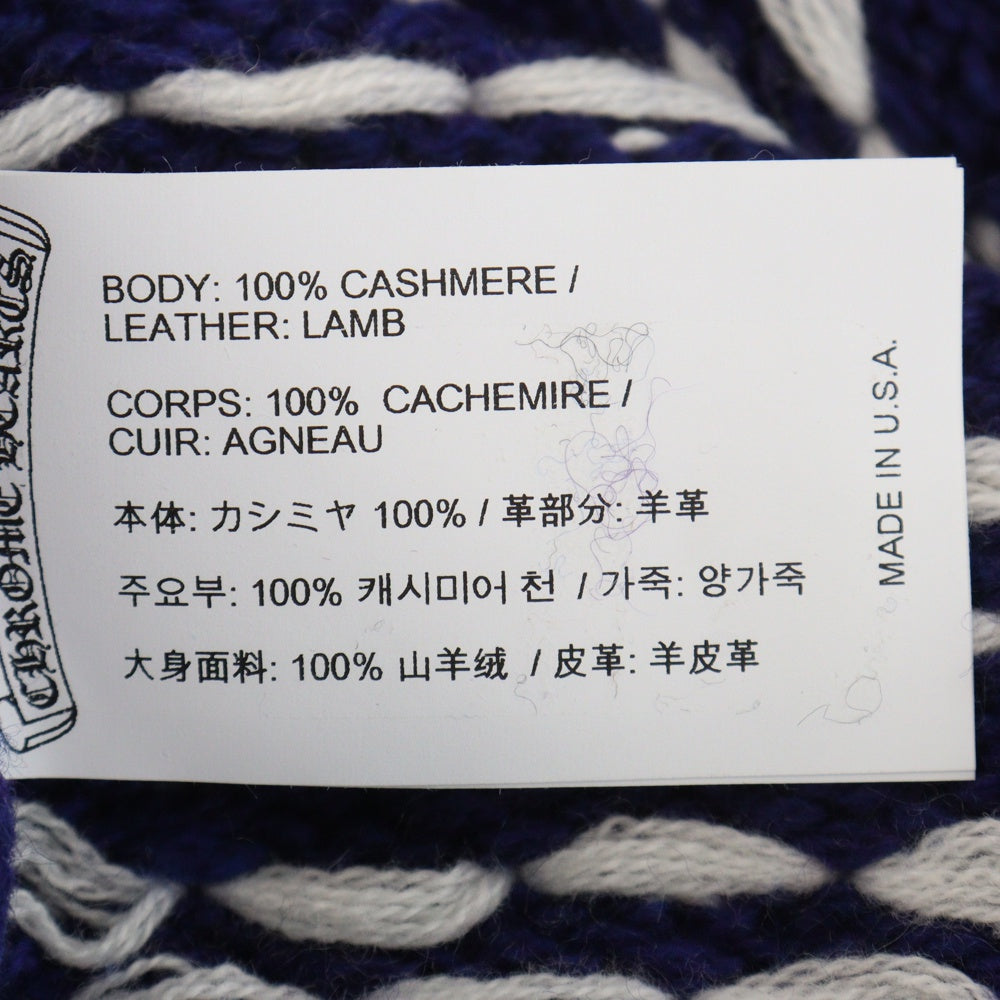 CHROME HEARTS
BODY: 100% CASHMERE /
LEATHER: LAMB
CORPS: 100% CACHEMIRE /
CUIR: AGNEAU
本体: カシミヤ 100% / 革部分: 羊革
주요부: 100% 캐시미어 천 / 가죽: 양가죽
大身面料: 100% 山羊绒 / 皮革: 羊皮革
MADE IN U.S.A.